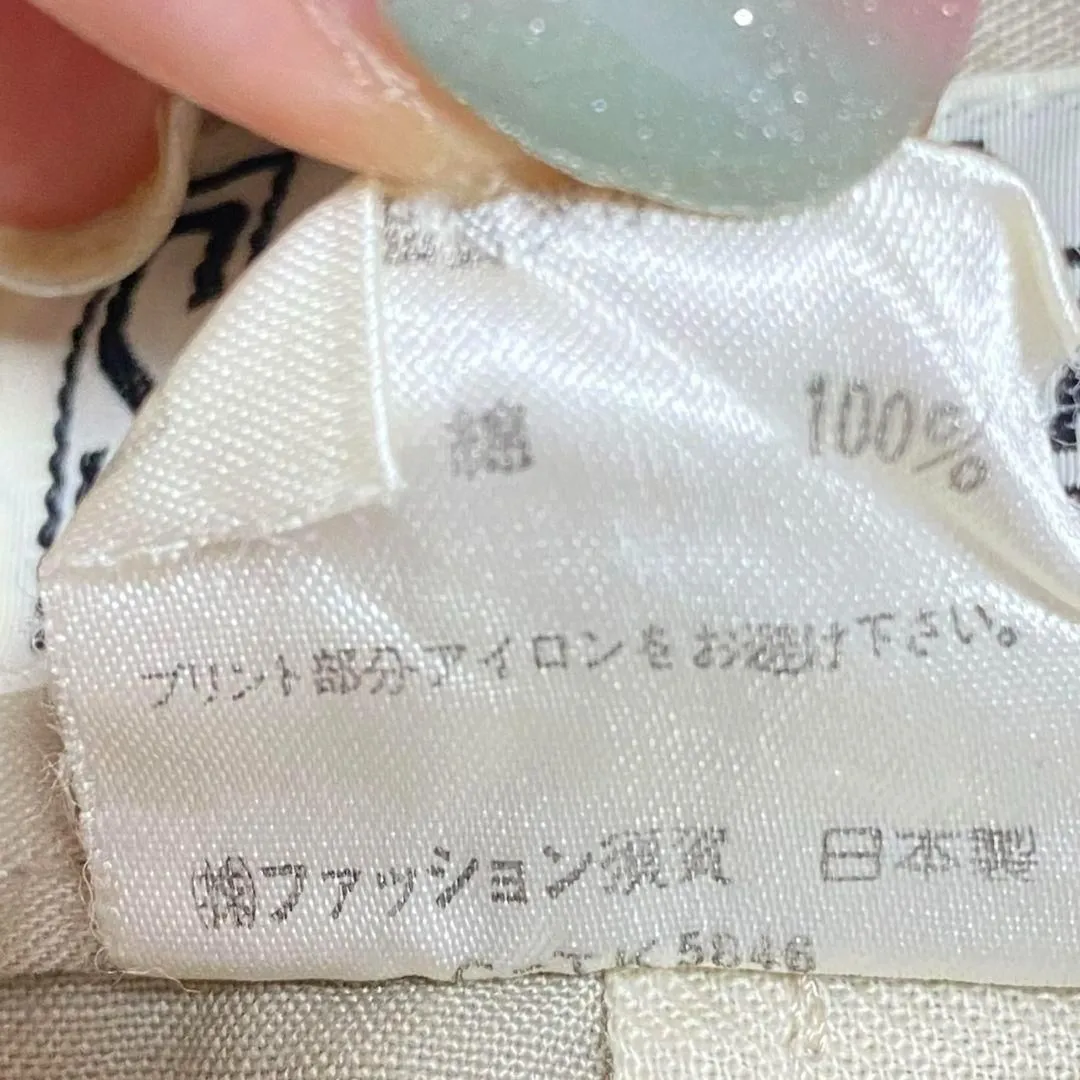 綿 100%
プリント部分アイロンをお避け下さい。
㈱ファッション須賀 日本製
5846